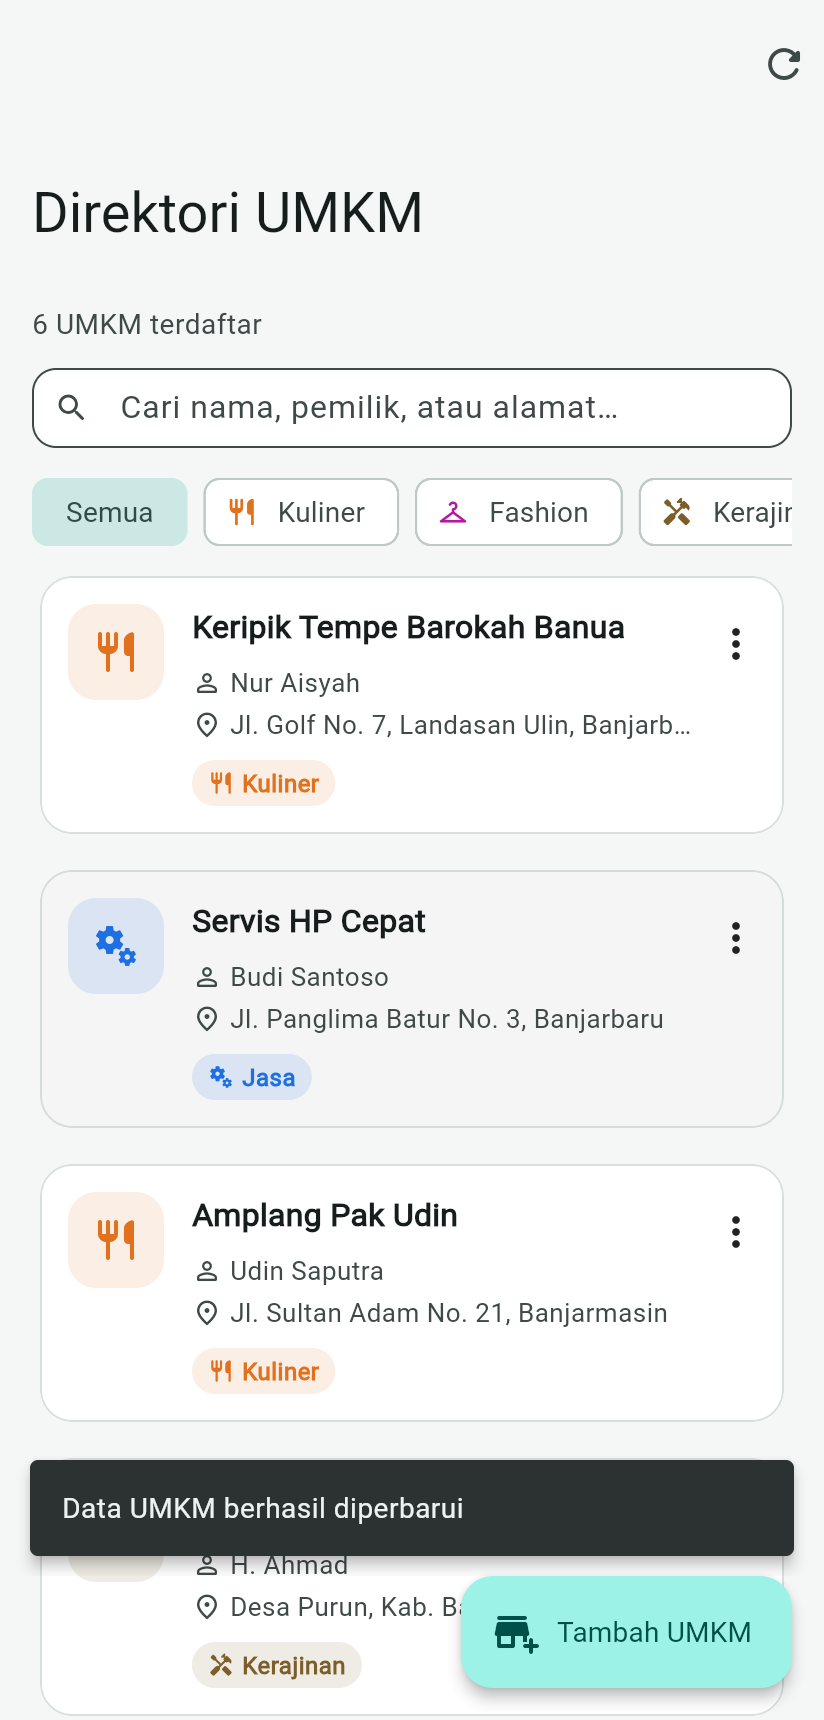 Direktori UMKM
6 UMKM terdaftar
Cari nama, pemilik, atau alamat…
Semua
Kuliner
Fashion
Kerajin
Keripik Tempe Barokah Banua
Nur Aisyah
Jl. Golf No. 7, Landasan Ulin, Banjarb…
Kuliner
Servis HP Cepat
Budi Santoso
Jl. Panglima Batur No. 3, Banjarbaru
Jasa
Amplang Pak Udin
Udin Saputra
Jl. Sultan Adam No. 21, Banjarmasin
Kuliner
Data UMKM berhasil diperbarui
H. Ahmad
Desa Purun, Kab.
Tambah UMKM
Kerajinan